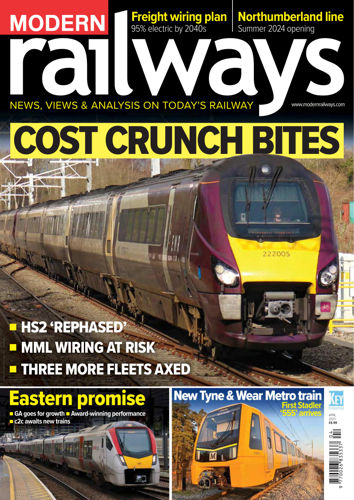 MODERN
railways
Freight wiring plan
95% electric by 2040s
Northumberland line
Summer 2024 opening
NEWS, VIEWS & ANALYSIS ON TODAY'S RAILWAY
www.modernrailways.com
COST CRUNCH BITES
222005
HS2 'REPHASED'
MML WIRING AT RISK
THREE MORE FLEETS AXED
Eastern promise
GA goes for growth Award-winning performance
c2c awaits new trains
New Tyne & Wear Metro train
First Stadler
'555' arrives
M
KEY